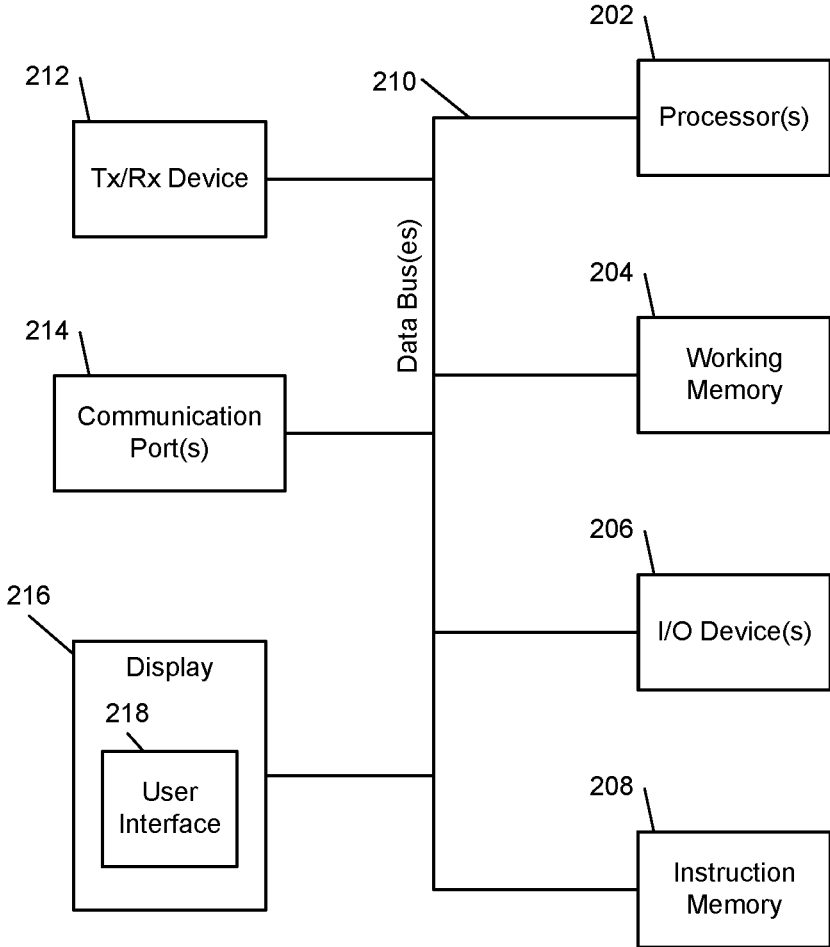 202
Processor(s)
212
Tx/Rx Device
210
Data Bus(es)
204
Working
Memory
214
Communication
Port(s)
206
I/O Device(s)
216
Display
218
User
Interface
208
Instruction
Memory